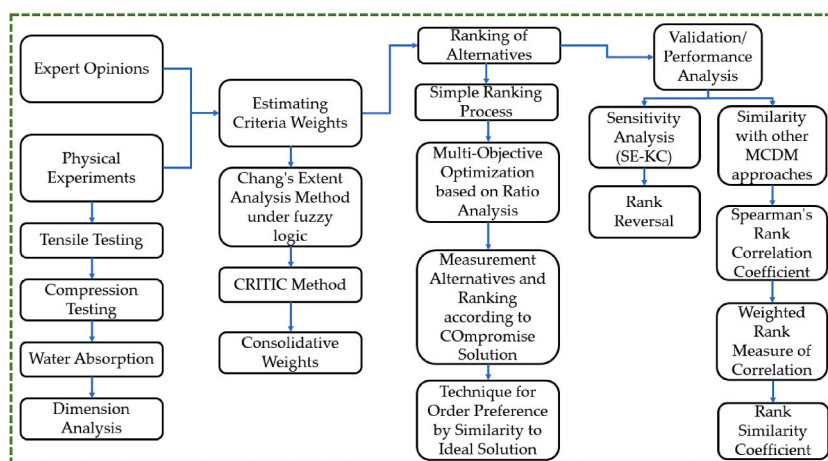 Expert Opinions
Physical
Experiments
Tensile Testing
Compression
Testing
Water Absorption
Dimension
Analysis
Estimating
Criteria Weights
Chang's Extent
Analysis Method
under fuzzy
logic
CRITIC Method
Consolidative
Weights
Ranking of
Alternatives
Simple Ranking
Process
Multi-Objective
Optimization
based on Ratio
Analysis
Measurement
Alternatives and
Ranking
according to
COmpromise
Solution
Technique for
Order Preference
by Similarity to
Ideal Solution
Validation/
Performance
Analysis
Sensitivity
Analysis
(SE-KC)
Rank
Reversal
Similarity
with other
MCDM
approaches
Spearman's
Rank
Correlation
Coefficient
Weighted
Rank
Measure of
Correlation
Rank
Similarity
Coefficient